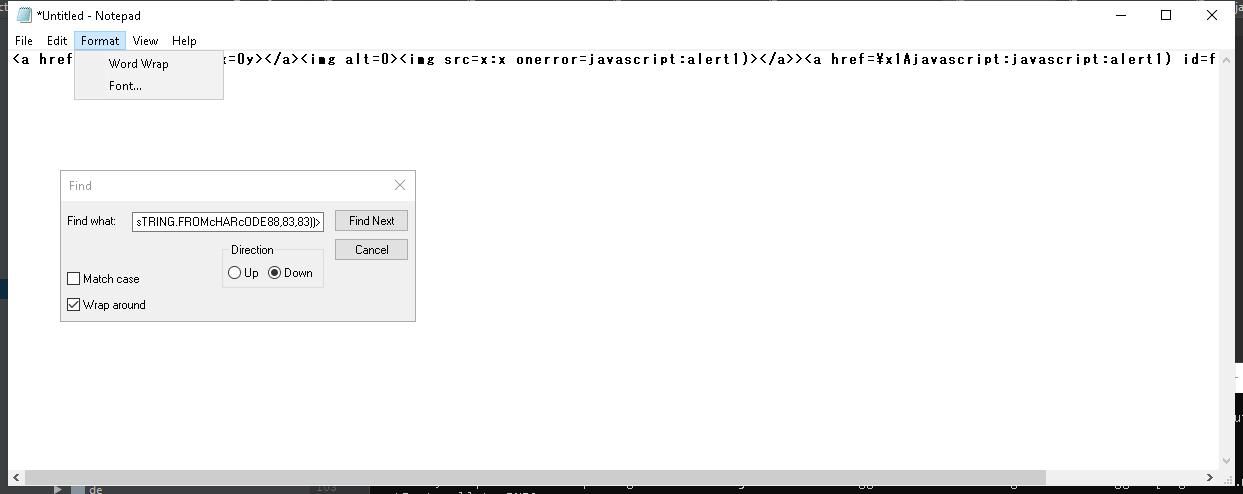 *Untitled - Notepad
File Edit Format View Help
<a href x=0y></a><img alt=0><img src=x:x onerror=javascript:alert1)></a>><a href=¥x1Ajavascript:javascript:alert1) id=f
Word Wrap
Font...
Find
Find what: sTRING.FROMcHARcODE88,83,83))> Find Next
Direction Cancel
Up Down
Match case
Wrap around
de
103